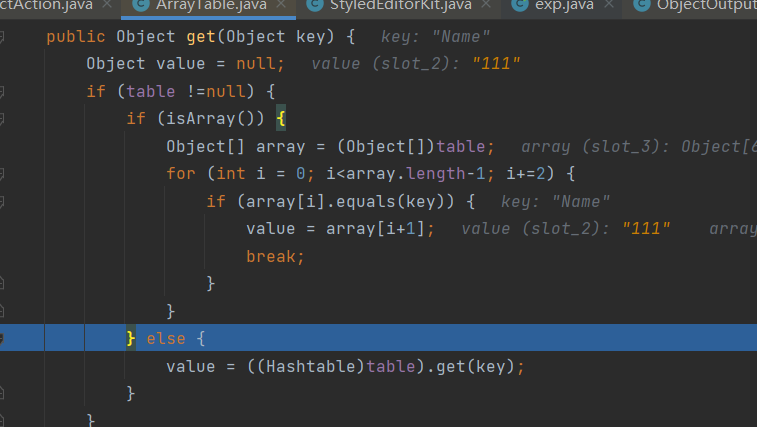 ctAction.java ArrayTable.java StyledEditorKit.java exp.java ObjectOutput
public Object get(Object key) { key: "Name"
Object value = null; value (slot_2): "111"
if (table !=null) {
if (isArray()) {
Object[] array = (Object[])table; array (slot_3): Object[6
for (int i = 0; i<array.length-1; i+=2) {
if (array[i].equals(key)) { key: "Name"
value = array[i+1]; value (slot_2): "111" array
break;
}
}
} else {
value = ((Hashtable)table).get(key);
}
}